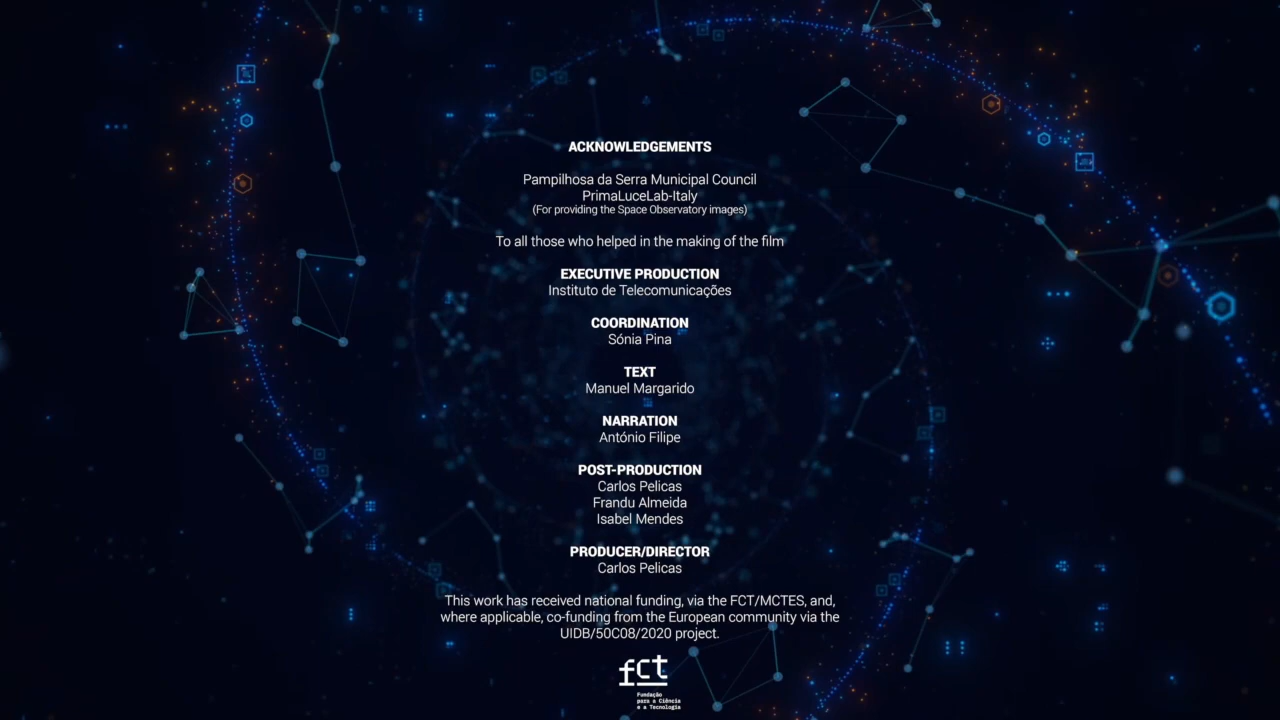 ACKNOWLEDGEMENTS
Pampilhosa da Serra Municipal Council
PrimaLuceLab-Italy
(For providing the Space Observatory images)
To all those who helped in the making of the film
EXECUTIVE PRODUCTION
Instituto de Telecomunicações
COORDINATION
Sónia Pina
TEXT
Manuel Margarido
NARRATION
António Filipe
POST-PRODUCTION
Carlos Pelicas
Frandu Almeida
Isabel Mendes
PRODUCER/DIRECTOR
Carlos Pelicas
This work has received national funding, via the FCT/MCTES, and,
where applicable, co-funding from the European community via the
UIDB/50C08/2020 project.
fct
Fundação
para a Ciência
e a Tecnologia